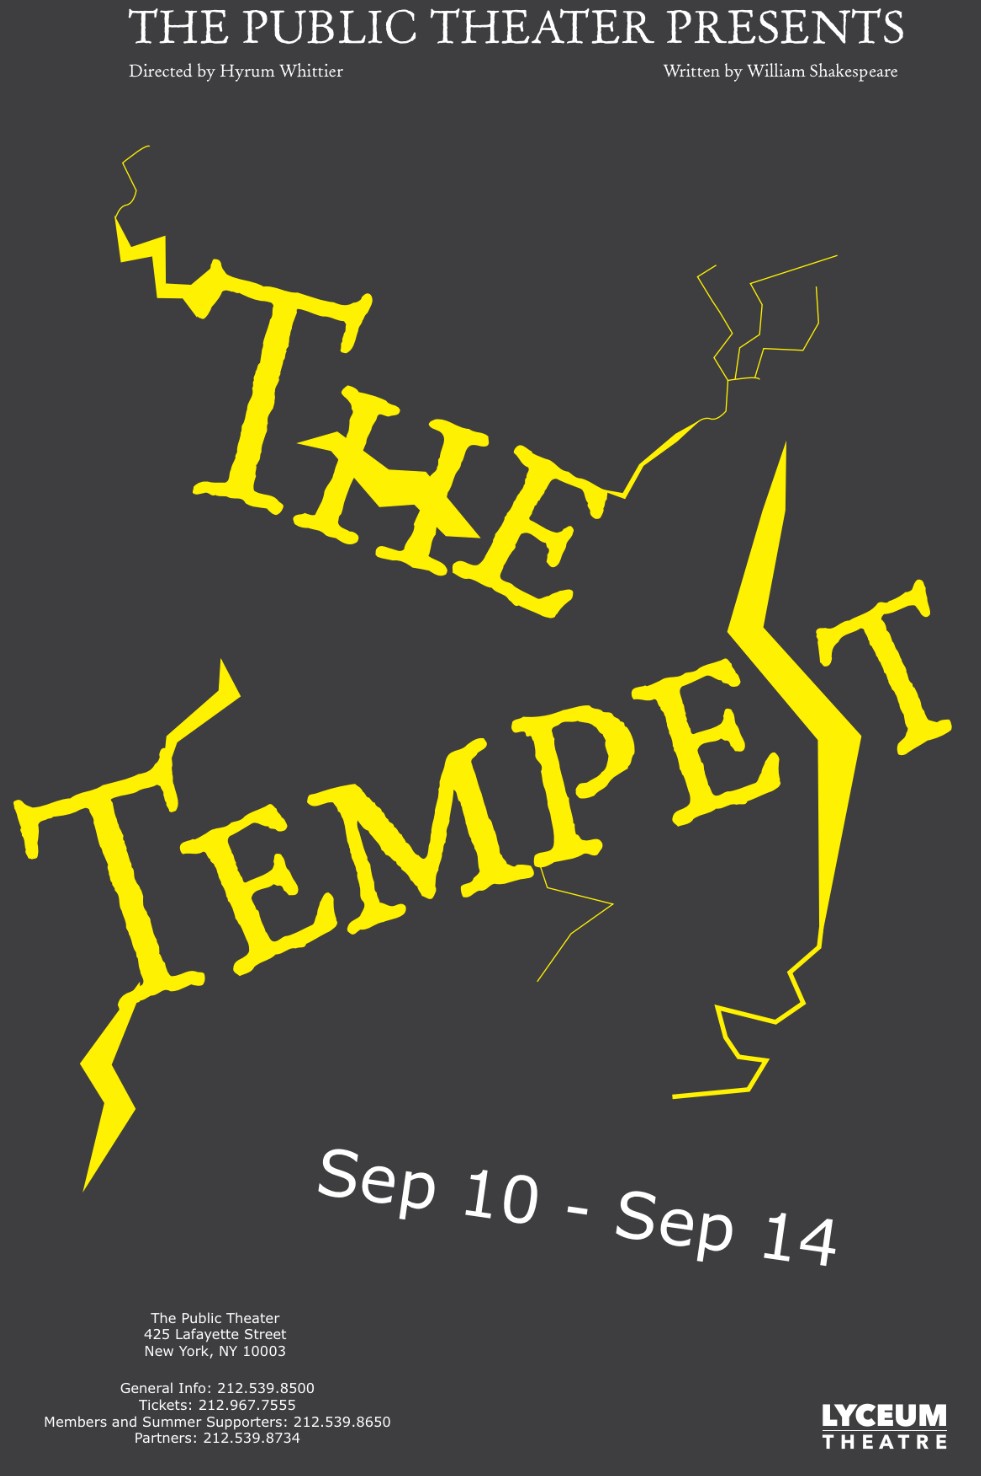 THE PUBLIC THEATER PRESENTS
Directed by Hyrum Whittier
Written by William Shakespeare
THE
TEMPEST
Sep 10 - Sep 14
The Public Theater
425 Lafayette Street
New York, NY 10003
General Info: 212.539.8500
Tickets: 212.967.7555
Members and Summer Supporters: 212.539.8650
Partners: 212.539.8734
LYCEUM
THEATRE